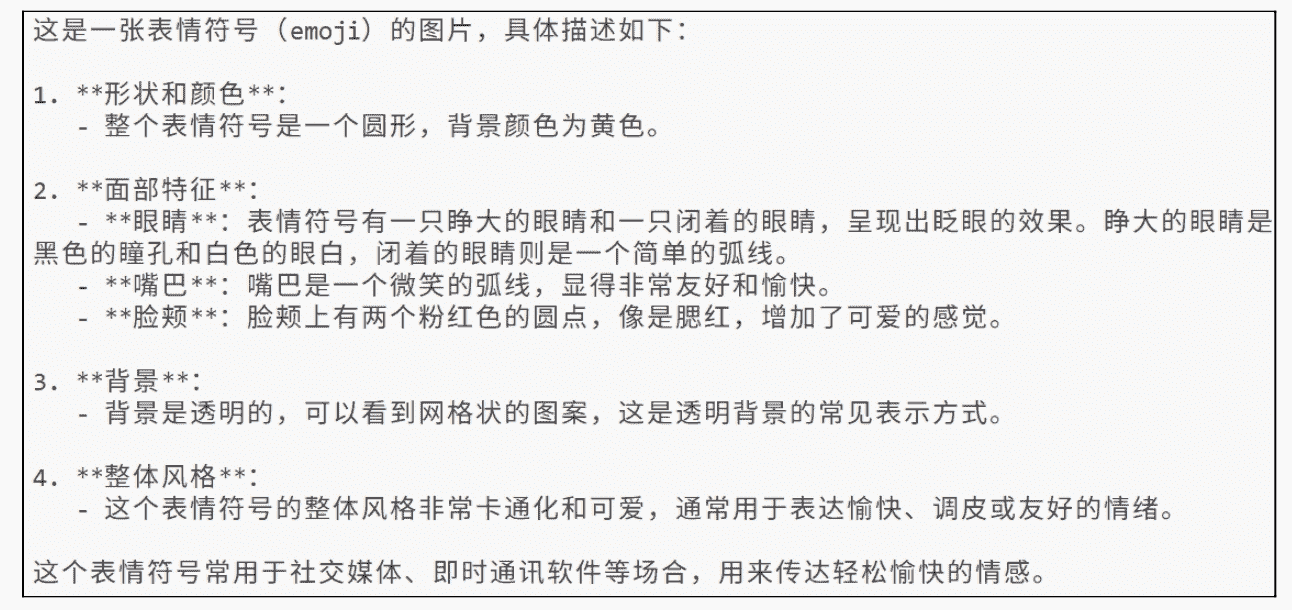 这是一张表情符号（emoji）的图片，具体描述如下：
1. **形状和颜色**：
- 整个表情符号是一个圆形，背景颜色为黄色。
2. **面部特征**：
- **眼睛**：表情符号有一只睁大的眼睛和一只闭着的眼睛，呈现出眨眼的效果。睁大的眼睛是
黑色的瞳孔和白色的眼白，闭着的眼睛则是一个简单的弧线。
- **嘴巴**：嘴巴是一个微笑的弧线，显得非常友好和愉快。
- **脸颊**：脸颊上有两个粉红色的圆点，像是腮红，增加了可爱的感觉。
3. **背景**：
- 背景是透明的，可以看到网格状的图案，这是透明背景的常见表示方式。
4. **整体风格**：
- 这个表情符号的整体风格非常卡通化和可爱，通常用于表达愉快、调皮或友好的情绪。
这个表情符号常用于社交媒体、即时通讯软件等场合，用来传达轻松愉快的情感。